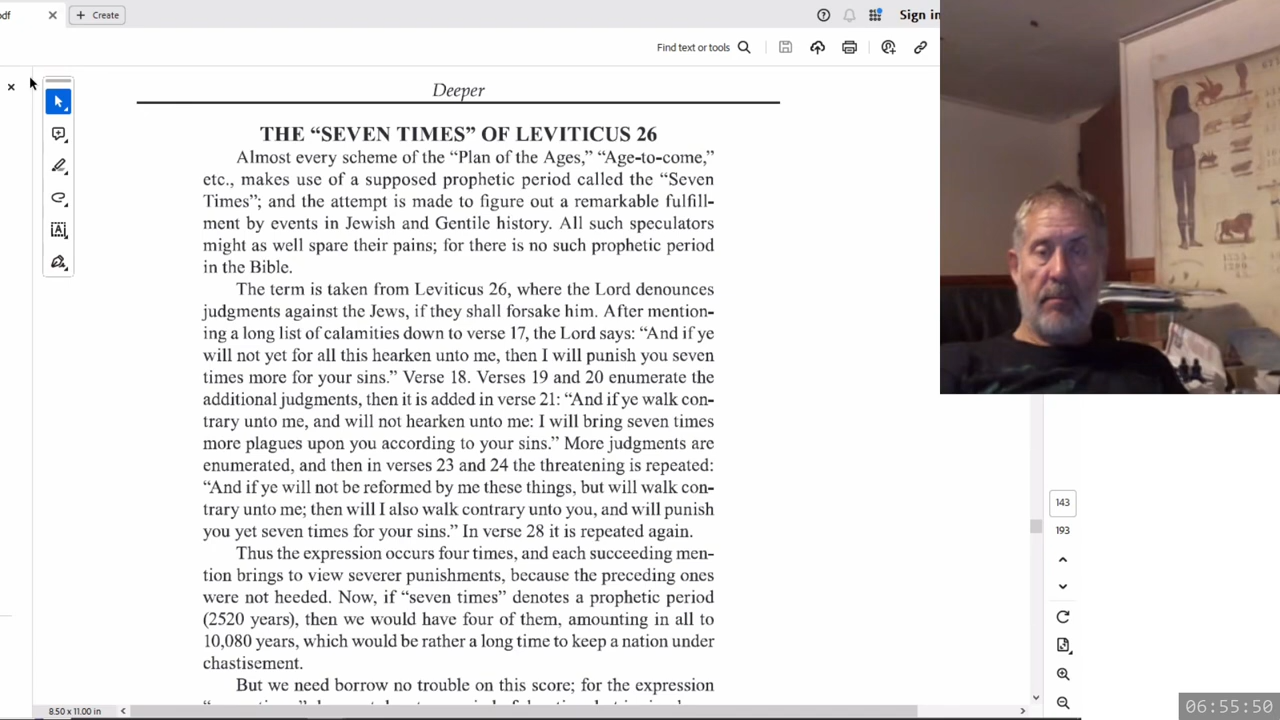 df
Create
Sign in
Find text or tools
Deeper
THE “SEVEN TIMES” OF LEVITICUS 26
Almost every scheme of the “Plan of the Ages,” “Age-to-come,”
etc., makes use of a supposed prophetic period called the “Seven
Times”; and the attempt is made to figure out a remarkable fulfill-
ment by events in Jewish and Gentile history. All such speculators
might as well spare their pains; for there is no such prophetic period
in the Bible.
The term is taken from Leviticus 26, where the Lord denounces
judgments against the Jews, if they shall forsake him. After mention-
ing a long list of calamities down to verse 17, the Lord says: “And if ye
will not yet for all this hearken unto me, then I will punish you seven
times more for your sins.” Verse 18. Verses 19 and 20 enumerate the
additional judgments, then it is added in verse 21: “And if ye walk con-
trary unto me, and will not hearken unto me: I will bring seven times
more plagues upon you according to your sins.” More judgments are
enumerated, and then in verses 23 and 24 the threatening is repeated:
“And if ye will not be reformed by me these things, but will walk con-
trary unto me; then will I also walk contrary unto you, and will punish
you yet seven times for your sins.” In verse 28 it is repeated again.
Thus the expression occurs four times, and each succeeding men-
tion brings to view severer punishments, because the preceding ones
were not heeded. Now, if “seven times” denotes a prophetic period
(2520 years), then we would have four of them, amounting in all to
10,080 years, which would be rather a long time to keep a nation under
chastisement.
But we need borrow no trouble on this score; for the expression
143
193
8.50 x 11.00 in
06:55:50